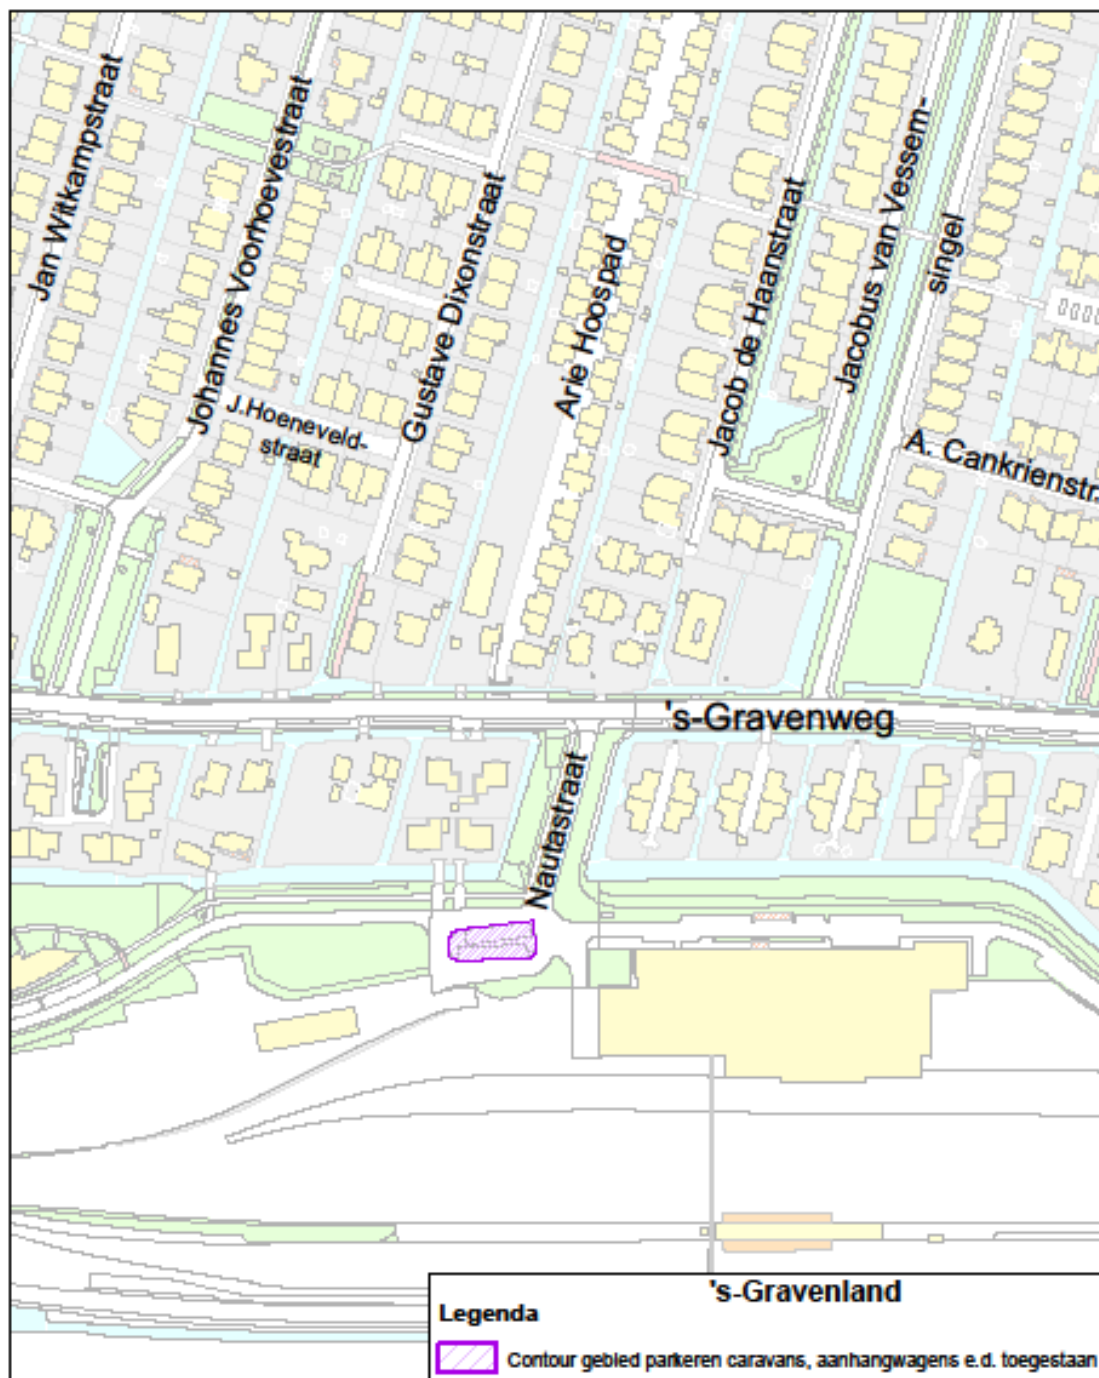 Jan Witkampstraat
Johannes Voorhoevestraat
J.Hoeneveld-
straat
Gustave Dixonstraat
Arie Hoospad
Jacob de Haanstraat
Jacobus van Vessem-
singel
A. Cankrienstr.
's-Gravenweg
Nautastraat
's-Gravenland
Legenda
Contour gebied parkeren caravans, aanhangwagens e.d. toegestaan